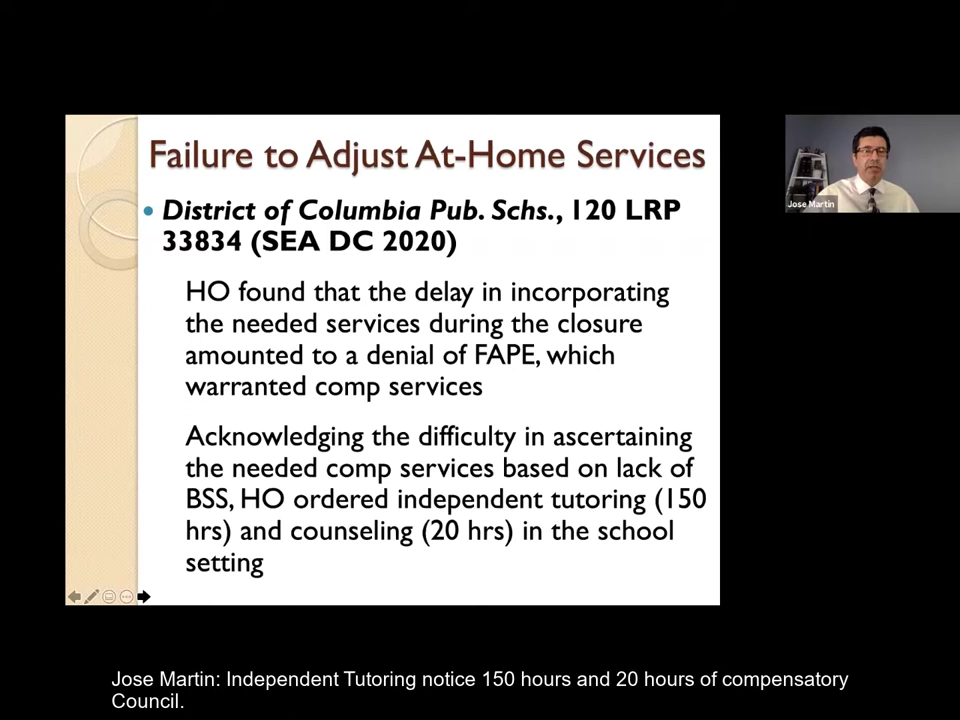 Failure to Adjust At-Home Services
• District of Columbia Pub. Schs., 120 LRP
33834 (SEA DC 2020)
HO found that the delay in incorporating
the needed services during the closure
amounted to a denial of FAPE, which
warranted comp services
Acknowledging the difficulty in ascertaining
the needed comp services based on lack of
BSS, HO ordered independent tutoring (150
hrs) and counseling (20 hrs) in the school
setting
Jose Martin
Jose Martin: Independent Tutoring notice 150 hours and 20 hours of compensatory
Council.